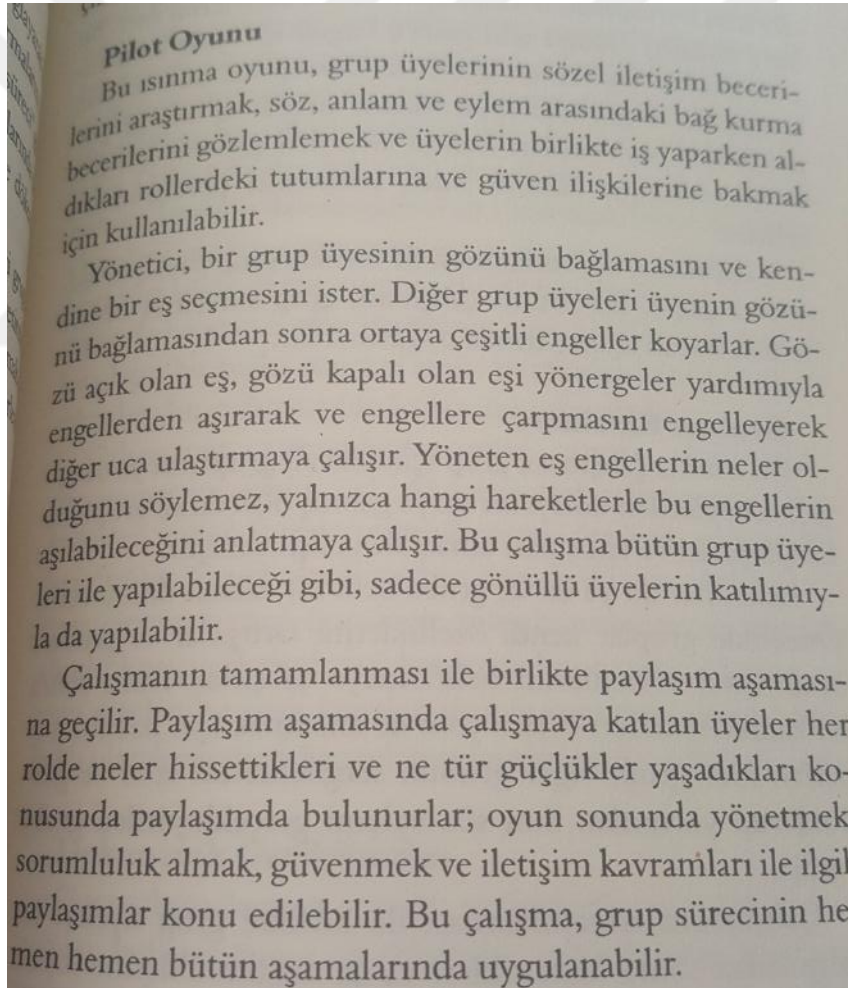 Pilot Oyunu
Bu ısınma oyunu, grup üyelerinin sözel iletişim beceri-
lerini araştırmak, söz, anlam ve eylem arasındaki bağ kurma
becerilerini gözlemlemek ve üyelerin birlikte iş yaparken al-
dıkları rollerdeki tutumlarına ve güven ilişkilerine bakmak
için kullanılabilir.
Yönetici, bir grup üyesinin gözünü bağlamasını ve ken-
dine bir eş seçmesini ister. Diğer grup üyeleri üyenin gözü-
nü bağlamasından sonra ortaya çeşitli engeller koyarlar. Gö-
zü açık olan eş, gözü kapalı olan eşi yönergeler yardımıyla
engellerden aşırarak ve engellere çarpmasını engelleyerek
diğer uca ulaştırmaya çalışır. Yöneten eş engellerin neler ol-
duğunu söylemez, yalnızca hangi hareketlerle bu engellerin
aşılabileceğini anlatmaya çalışır. Bu çalışma bütün grup üye-
leri ile yapılabileceği gibi, sadece gönüllü üyelerin katılımıy-
la da yapılabilir.
Çalışmanın tamamlanması ile birlikte paylaşım aşaması-
na geçilir. Paylaşım aşamasında çalışmaya katılan üyeler her
rolde neler hissettikleri ve ne tür güçlükler yaşadıkları ko-
nusunda paylaşımda bulunurlar; oyun sonunda yönetmek
sorumluluk almak, güvenmek ve iletişim kavramları ile ilgil
paylaşımlar konu edilebilir. Bu çalışma, grup sürecinin he
men hemen bütün aşamalarında uygulanabilir.